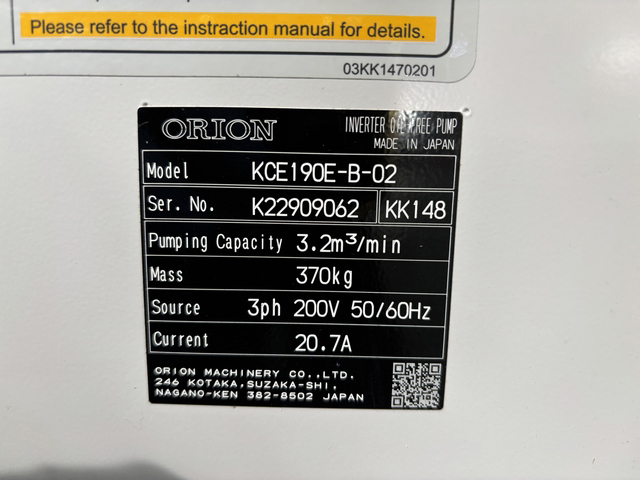 Please refer to the instraction manual for details.
03KK1470201
ORION INVERTER OIL FREE PUMP
MADE IN JAPAN
Model KCE190E-B-02
Ser. No. K22909062 KK148
Pumping Capacity 3.2m³/min
Mass 370kg
Source 3ph 200V 50/60Hz
Current 20.7A
ORION MACHINERY CO.,LTD.
246 KOTAKA,SUZAKA-SHI,
NAGANO-KEN 382-8502 JAPAN